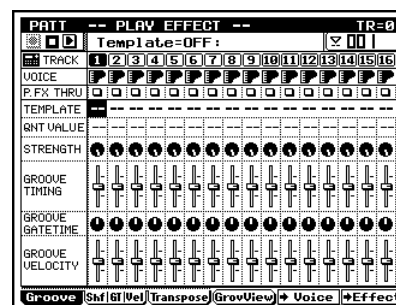 PATT -- PLAY EFFECT -- TR=0
Template=OFF:
TRACK 1 2 3 4 5 6 7 8 9 10 11 12 13 14 15 16
VOICE
P.FX THRU
TEMPLATE -- -- -- -- -- -- -- -- -- -- -- -- -- -- -- --
QNT VALUE -- -- -- -- -- -- -- -- -- -- -- -- -- -- -- --
STRENGTH
GROOVE
TIMING
GROOVE
GATETIME
GROOVE
VELOCITY
Groove Shf GT Vel Transpose GrovView Voice Effec